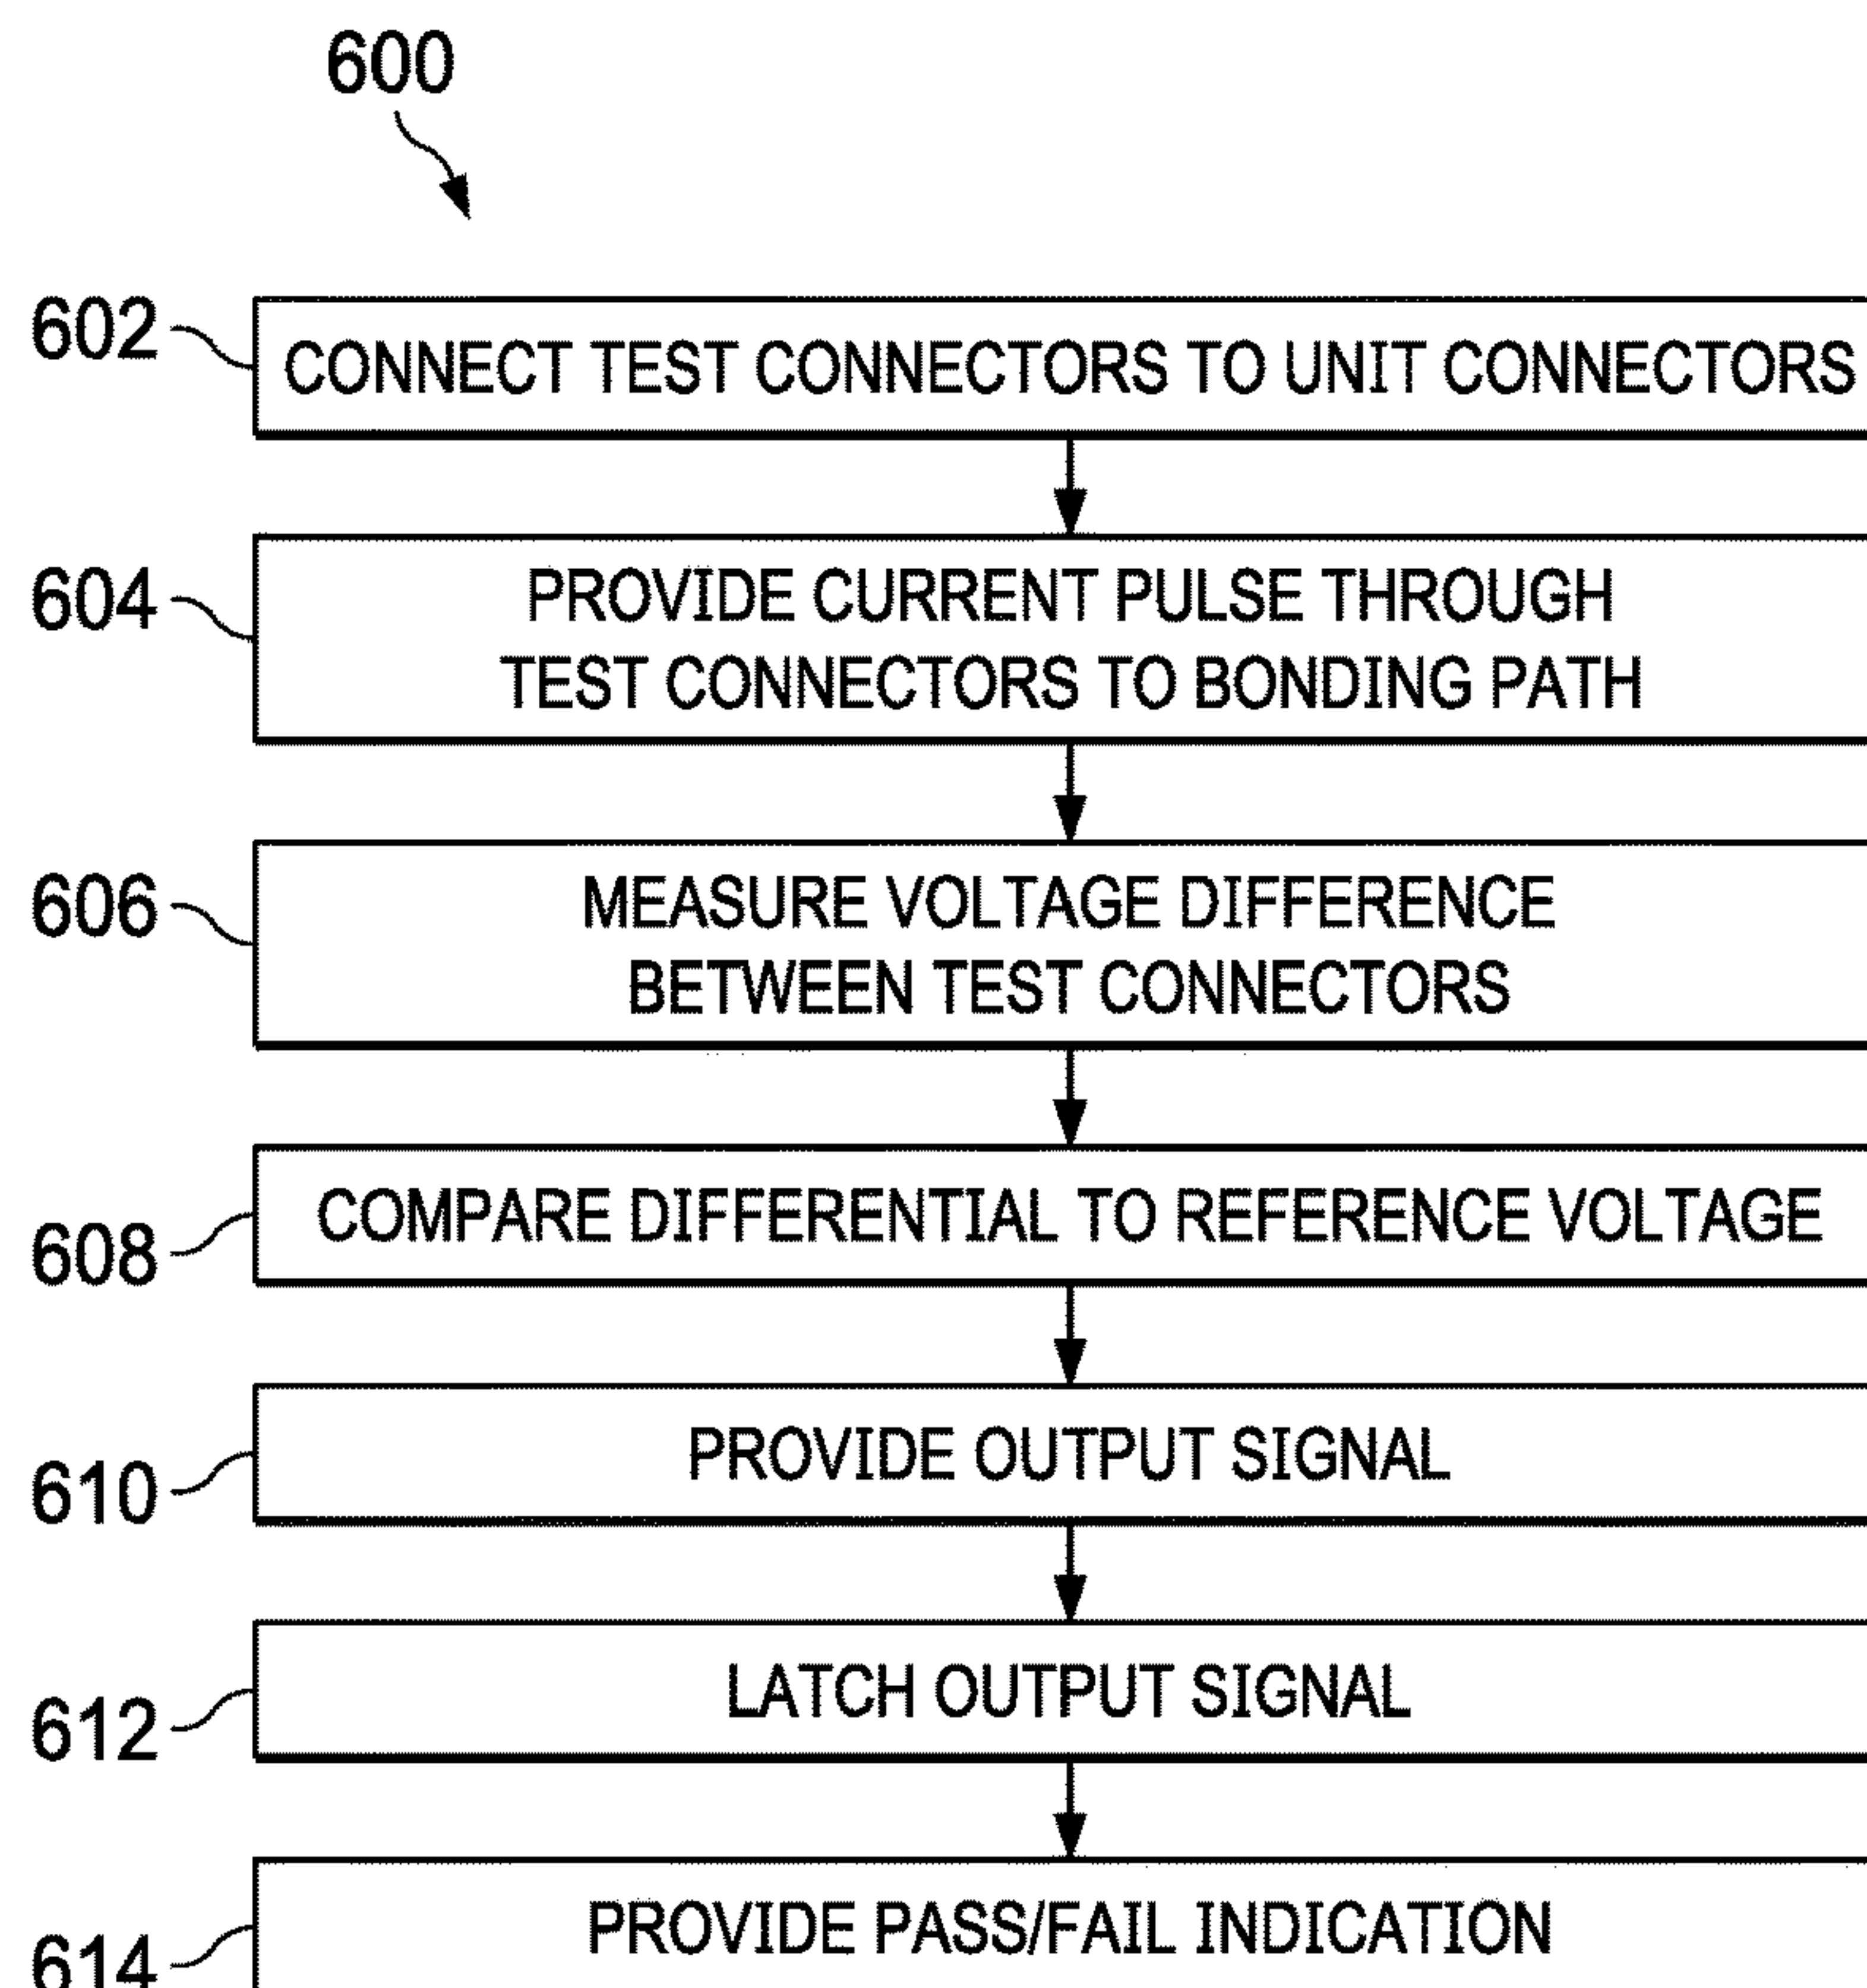 600
602
CONNECT TEST CONNECTORS TO UNIT CONNECTORS
604
PROVIDE CURRENT PULSE THROUGH
TEST CONNECTORS TO BONDING PATH
606
MEASURE VOLTAGE DIFFERENCE
BETWEEN TEST CONNECTORS
608
COMPARE DIFFERENTIAL TO REFERENCE VOLTAGE
610
PROVIDE OUTPUT SIGNAL
612
LATCH OUTPUT SIGNAL
614
PROVIDE PASS/FAIL INDICATION